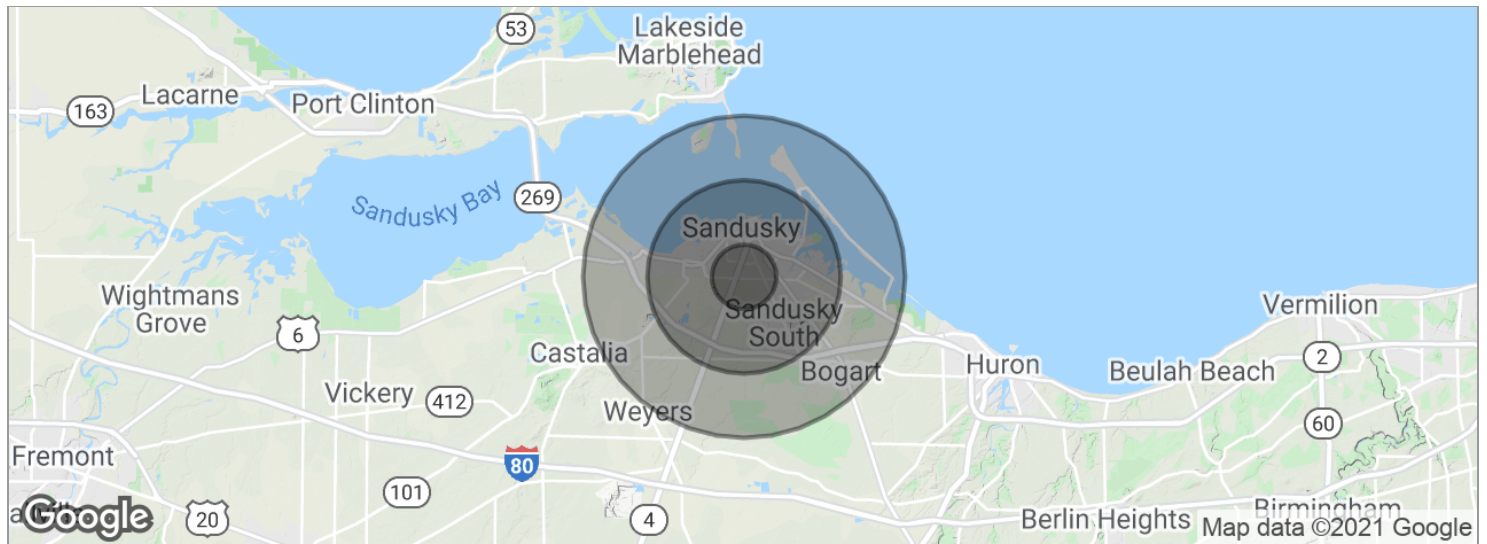 53
Lakeside
Marblehead
163
Lacarne
Port Clinton
Sandusky Bay
269
Sandusky
Wightmans
Grove
6
Sandusky
South
Vermilion
Castalia
Bogart
Huron
Beulah Beach
2
Vickery
412
Weyers
60
Fremont
80
101
20
4
Google
Berlin Heights
Birmingham
Map data ©2021 Google